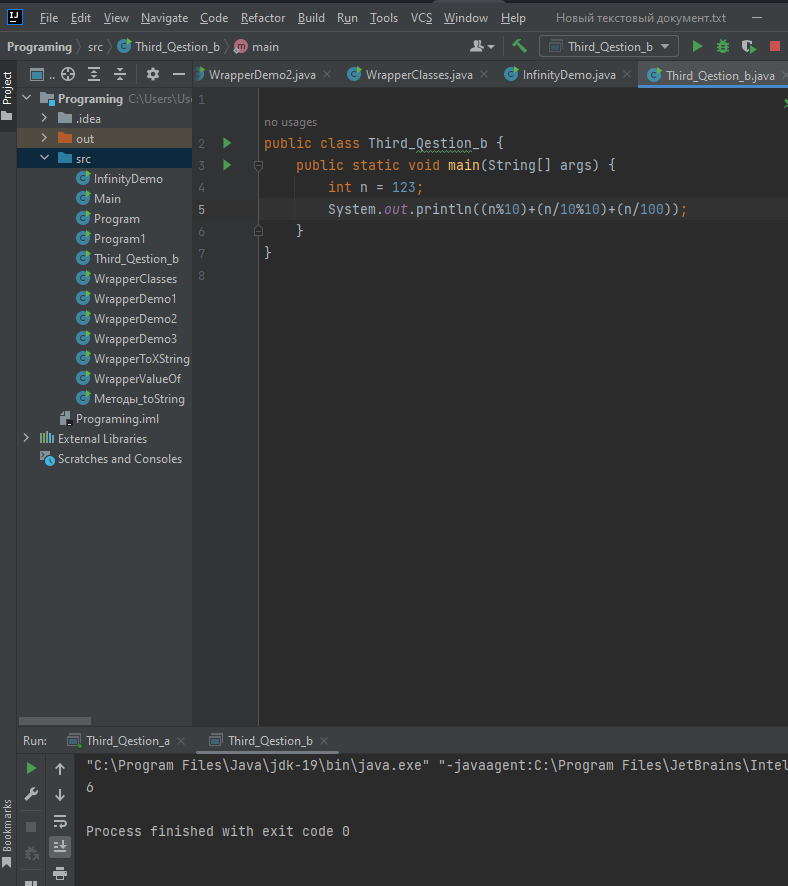 File Edit View Navigate Code Refactor Build Run Tools VCS Window Help Новый текстовый документ.txt
Programing src Third_Qestion_b main Third_Qestion_b
Project
.. WrapperDemo2.java WrapperClasses.java InfinityDemo.java Third_Qestion_b.java
Programing C:\Users\Use
.idea
out
src
InfinityDemo
Main
Program
Program1
Third_Qestion_b
WrapperClasses
WrapperDemo1
WrapperDemo2
WrapperDemo3
WrapperToXString
WrapperValueOf
Методы_toString
Programing.iml
External Libraries
Scratches and Consoles
1
no usages
2 public class Third_Qestion_b {
3 public static void main(String[] args) {
4 int n = 123;
5 System.out.println((n%10)+(n/10%10)+(n/100));
6 }
7 }
8
Run: Third_Qestion_a Third_Qestion_b
"C:\Program Files\Java\jdk-19\bin\java.exe" "-javaagent:C:\Program Files\JetBrains\Intel
6
Process finished with exit code 0
Bookmarks